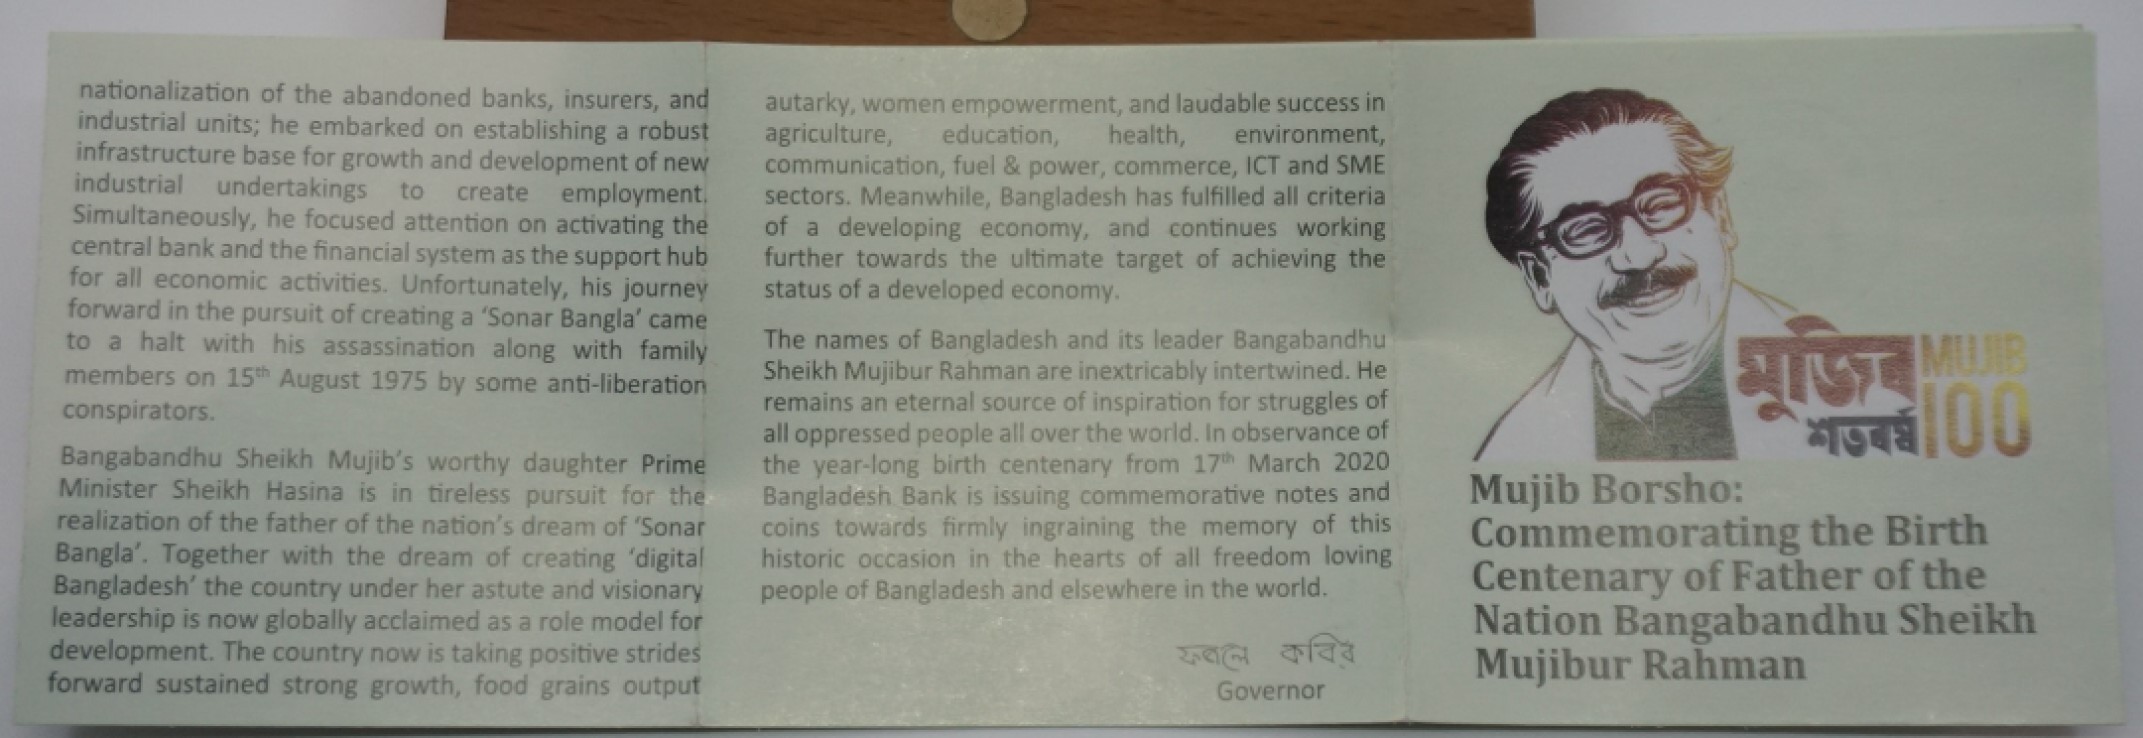 nationalization of the abandoned banks, insurers, and
industrial units; he embarked on establishing a robust
infrastructure base for growth and development of new
industrial undertakings to create employment.
Simultaneously, he focused attention on activating the
central bank and the financial system as the support hub
for all economic activities. Unfortunately, his journey
forward in the pursuit of creating a ‘Sonar Bangla’ came
to a halt with his assassination along with family
members on 15th August 1975 by some anti-liberation
conspirators.
Bangabandhu Sheikh Mujib’s worthy daughter Prime
Minister Sheikh Hasina is in tireless pursuit for the
realization of the father of the nation’s dream of ‘Sonar
Bangla’. Together with the dream of creating ‘digital
Bangladesh’ the country under her astute and visionary
leadership is now globally acclaimed as a role model for
development. The country now is taking positive strides
forward sustained strong growth, food grains output
autarky, women empowerment, and laudable success in
agriculture, education, health, environment,
communication, fuel & power, commerce, ICT and SME
sectors. Meanwhile, Bangladesh has fulfilled all criteria
of a developing economy, and continues working
further towards the ultimate target of achieving the
status of a developed economy.
The names of Bangladesh and its leader Bangabandhu
Sheikh Mujibur Rahman are inextricably intertwined. He
remains an eternal source of inspiration for struggles of
all oppressed people all over the world. In observance of
the year-long birth centenary from 17th March 2020
Bangladesh Bank is issuing commemorative notes and
coins towards firmly ingraining the memory of this
historic occasion in the hearts of all freedom loving
people of Bangladesh and elsewhere in the world.
ফজলে কবির
Governor
মুজিব MUJIB
শতবর্ষ 100
Mujib Borsho:
Commemorating the Birth
Centenary of Father of the
Nation Bangabandhu Sheikh
Mujibur Rahman